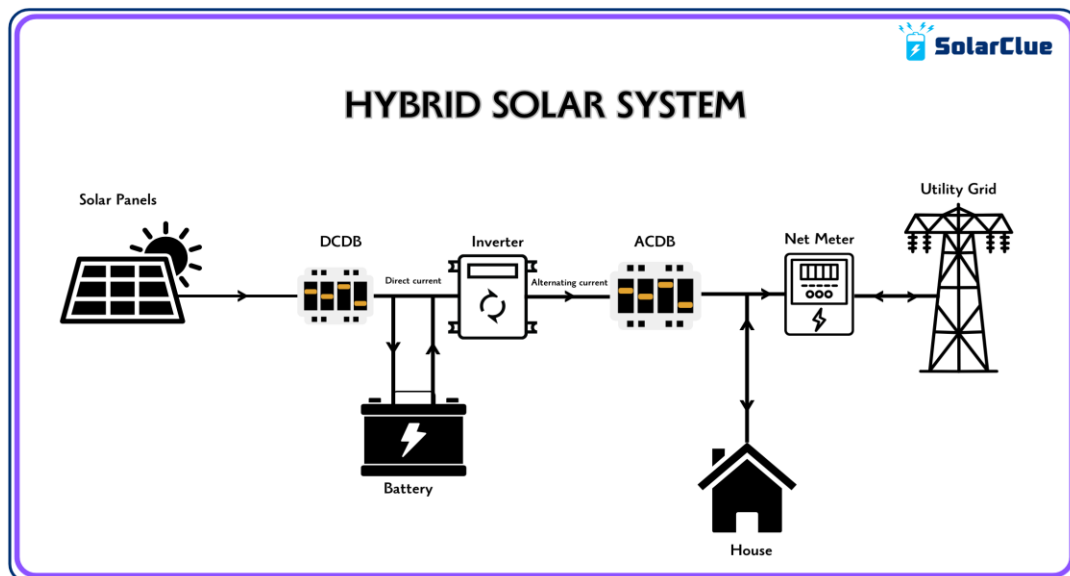 SolarClue
HYBRID SOLAR SYSTEM
Utility Grid
Solar Panels
DCDB
Inverter
ACDB
Net Meter
Direct current
Alternating current
Battery
House